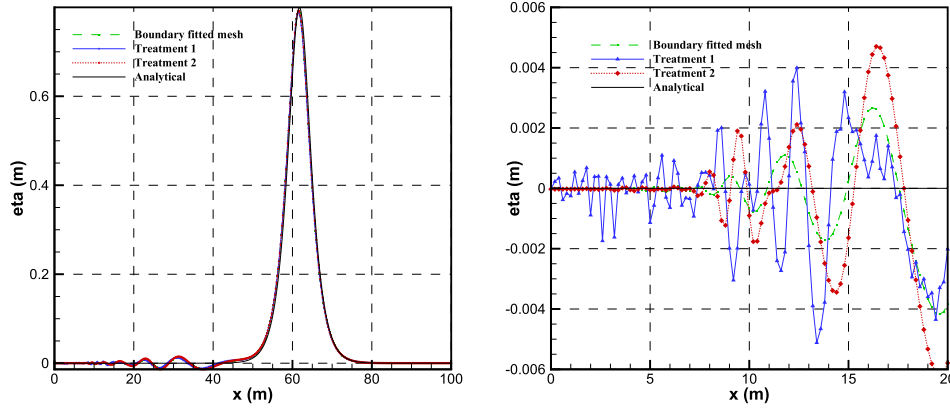 Boundary fitted mesh
Treatment 1
Treatment 2
Analytical
eta (m)
0.6
0.4
0.2
0
0 20 40 60 80 100
x (m)
Boundary fitted mesh
Treatment 1
Treatment 2
Analytical
eta (m)
0.006
0.004
0.002
0
-0.002
-0.004
-0.006
0 5 10 15 20
x (m)